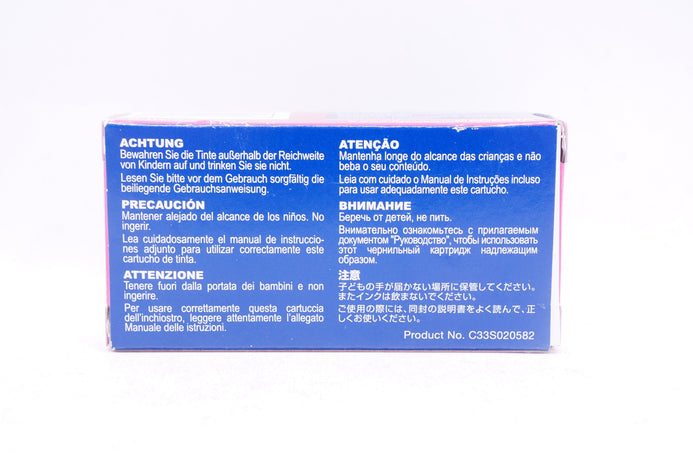 ACHTUNG
Bewahren Sie die Tinte außerhalb der Reichweite
von Kindern auf und trinken Sie sie nicht.
Lesen Sie bitte vor dem Gebrauch sorgfältig die
beiliegende Gebrauchsanweisung.
PRECAUCIÓN
Mantener alejado del alcance de los niños. No
ingerir.
Lea cuidadosamente el manual de instruccio-
nes adjunto para utilizar correctamente este
cartucho de tinta.
ATTENZIONE
Tenere fuori dalla portata dei bambini e non
ingerire.
Per usare correttamente questa cartuccia
dell'inchiostro, leggere attentamente l'allegato
Manuale delle istruzioni.
ATENÇÃO
Mantenha longe do alcance das crianças e não
beba o seu conteúdo.
Leia com cuidado o Manual de Instruções incluso
para usar adequadamente este cartucho.
ВНИМАНИЕ
Беречь от детей, не пить.
Внимательно ознакомьтесь с прилагаемым
документом "Руководство", чтобы использовать
этот чернильный картридж надлежащим
образом.
注意
子どもの手が届かない場所に保管してください。
またインクは飲まないでください。
ご使用の際には、同封の説明書をよく読んで、正
しくお使いください。
Product No. C33S020582